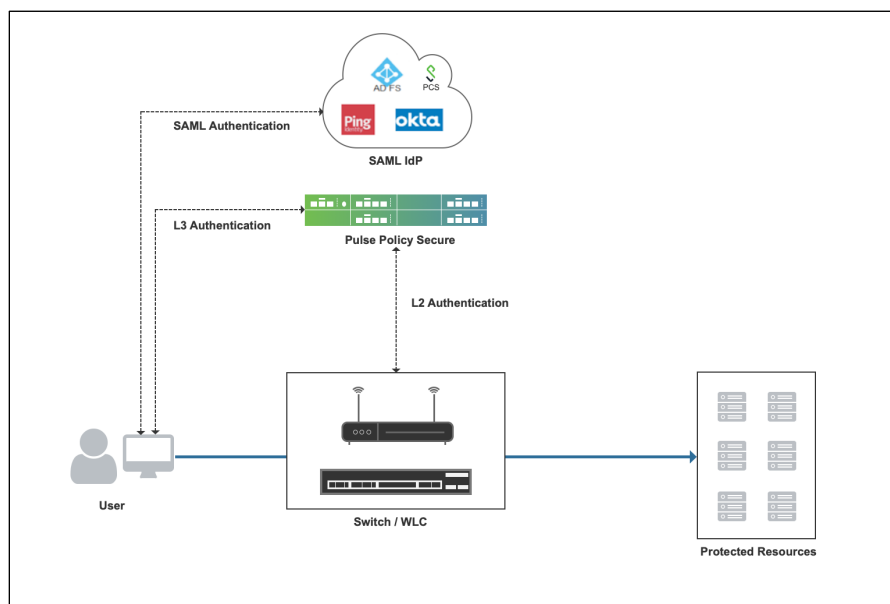 AD FS
PCS
Ping
okta
SAML Authentication
SAML IdP
L3 Authentication
Pulse Policy Secure
L2 Authentication
User
Switch / WLC
Protected Resources